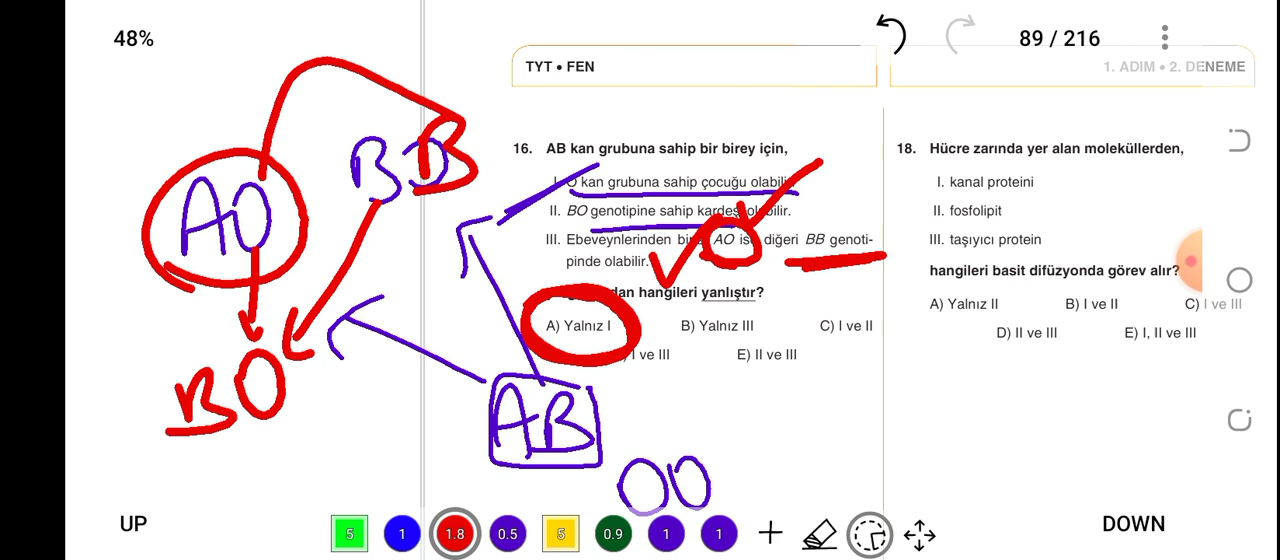 48%
89 / 216
TYT • FEN
1. ADIM • 2. DENEME
16. AB kan grubuna sahip bir birey için,
I. O kan grubuna sahip çocuğu olabilir.
II. BO genotipine sahip kardeşi olabilir.
III. Ebeveynlerinden biri AO ise diğeri BB genoti-
pinde olabilir.
hangileri yanlıştır?
A) Yalnız I B) Yalnız III C) I ve II
I ve III E) II ve III
18. Hücre zarında yer alan moleküllerden,
I. kanal proteini
II. fosfolipit
III. taşıyıcı protein
hangileri basit difüzyonda görev alır?
A) Yalnız II B) I ve II C) I ve III
D) II ve III E) I, II ve III
AO
B
B
BO
AB
OO
UP
5 1 1.8 0.5 5 0.9 1 1
DOWN